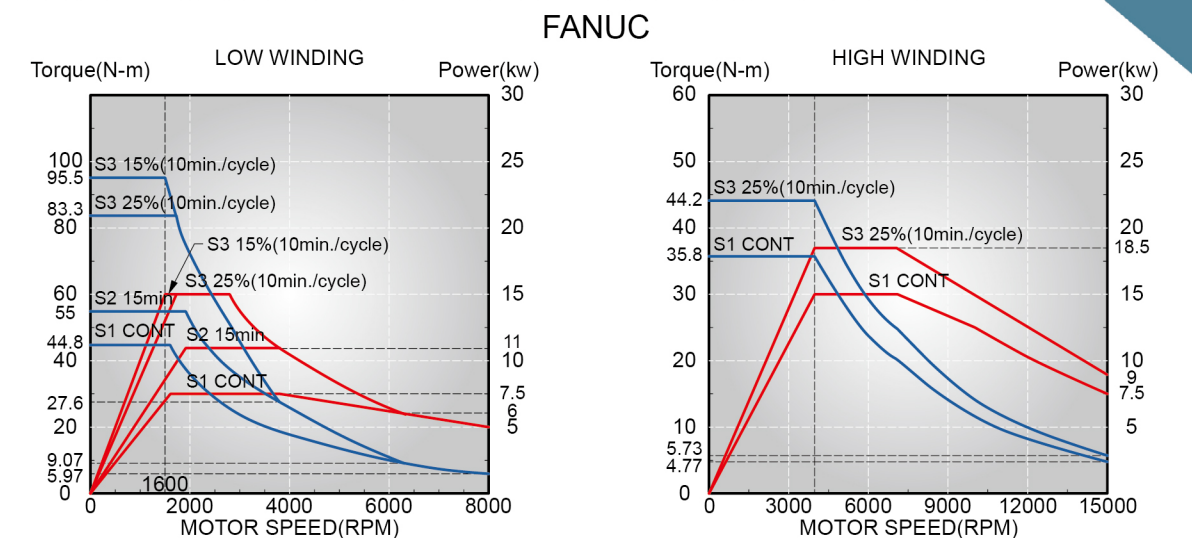 FANUC
LOW WINDING
Torque(N-m)
Power(kw)
30
100
95.5
83.3
80
60
55
44.8
40
27.6
20
9.07
5.97
0
S3 15%(10min./cycle)
S3 25%(10min./cycle)
S3 15%(10min./cycle)
S3 25%(10min./cycle)
S2 15min
S1 CONT
S2 15min
S1 CONT
1600
25
20
15
11
10
7.5
6
5
0 2000 4000 6000 8000
MOTOR SPEED(RPM)
HIGH WINDING
Torque(N-m)
Power(kw)
60
50
44.2
40
35.8
30
20
10
5.73
4.77
0
S3 25%(10min./cycle)
S1 CONT
S3 25%(10min./cycle)
S1 CONT
30
25
20
18.5
15
10
9
7.5
5
0 3000 6000 9000 12000 15000
MOTOR SPEED(RPM)